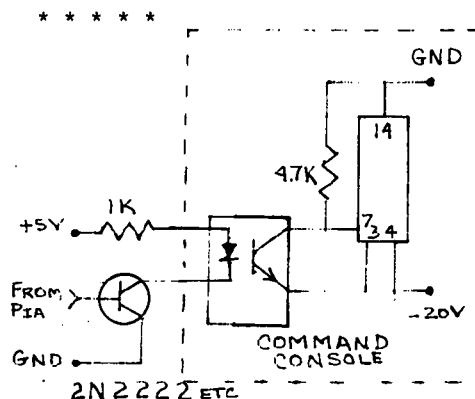 * * * * *
GND
14
4.7K
1K
7
3 4
+5V
FROM
PIA
-20V
COMMAND
CONSOLE
GND
2N2222 ETC